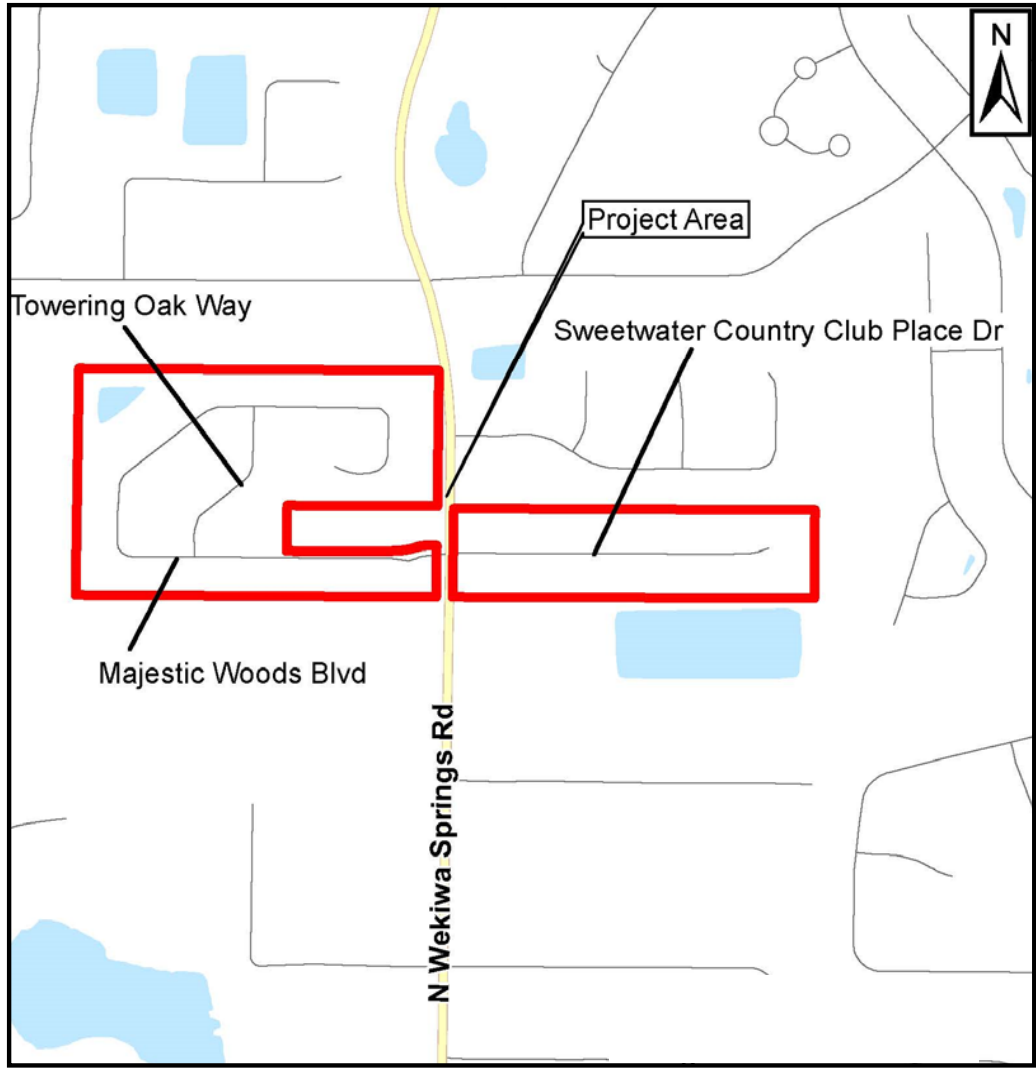 N
Project Area
Towering Oak Way
Sweetwater Country Club Place Dr
Majestic Woods Blvd
N Wekiwa Springs Rd